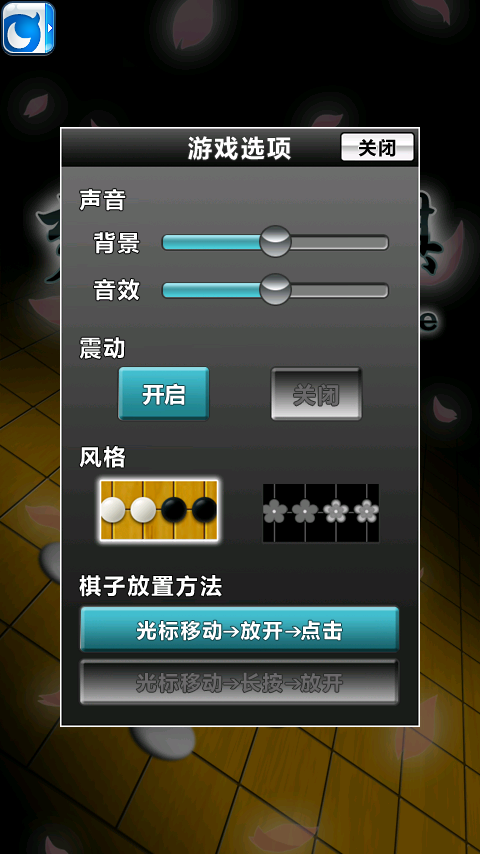 游戏选项
关闭
声音
背景
音效
震动
开启
关闭
风格
棋子放置方法
光标移动→放开→点击
光标移动→长按→放开